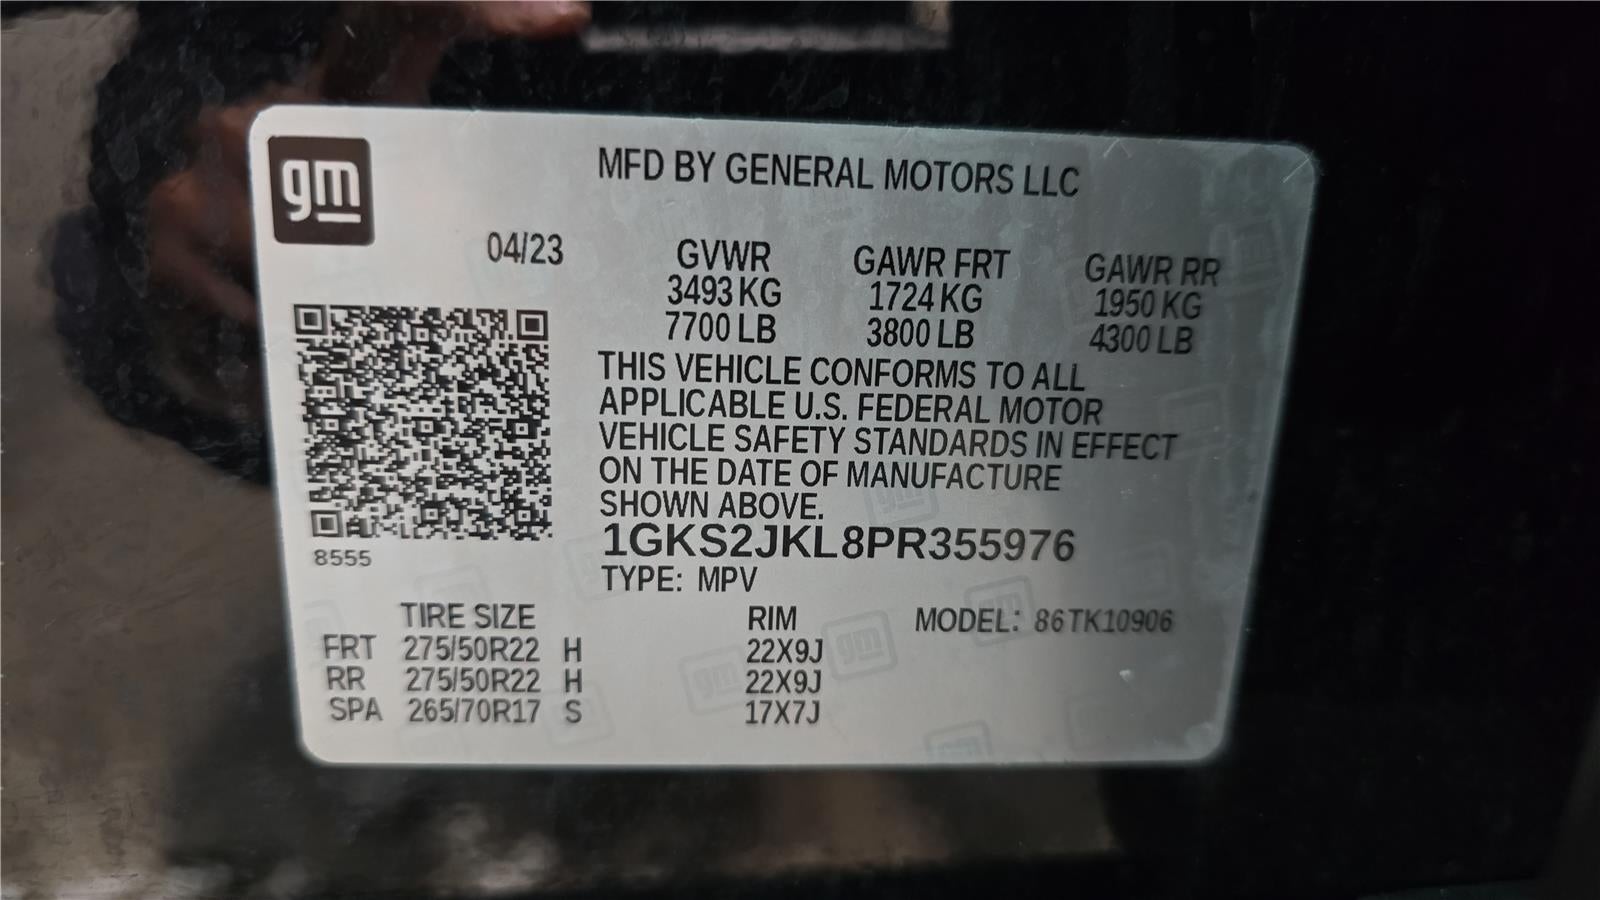 gm
MFD BY GENERAL MOTORS LLC
04/23 GVWR GAWR FRT GAWR RR
3493 KG 1724 KG 1950 KG
7700 LB 3800 LB 4300 LB
THIS VEHICLE CONFORMS TO ALL
APPLICABLE U.S. FEDERAL MOTOR
VEHICLE SAFETY STANDARDS IN EFFECT
ON THE DATE OF MANUFACTURE
SHOWN ABOVE.
1GKS2JKL8PR355976
8555
TYPE: MPV
TIRE SIZE RIM MODEL: 86TK10906
FRT 275/50R22 H 22X9J
RR 275/50R22 H 22X9J
SPA 265/70R17 S 17X7J